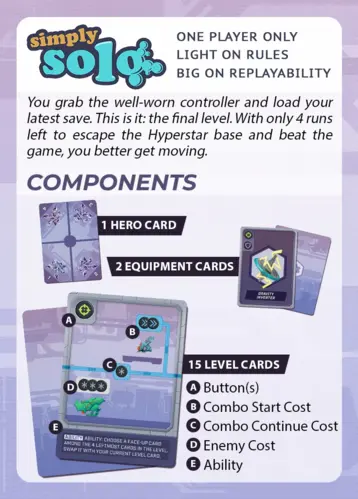 simply
solo
ONE PLAYER ONLY
LIGHT ON RULES
BIG ON REPLAYABILITY
You grab the well-worn controller and load your
latest save. This is it: the final level. With only 4 runs
left to escape the Hyperstar base and beat the
game, you better get moving.
COMPONENTS
1 HERO CARD
2 EQUIPMENT CARDS
GRAVITY
INVERTER
15 LEVEL CARDS
A Button(s)
B Combo Start Cost
C Combo Continue Cost
D Enemy Cost
E Ability
A
B
C
D
E
ABILITY ABILITY: CHOOSE A FACE-UP CARD
AMONG THE 4 LEFTMOST CARDS IN THE LEVEL.
SWAP IT WITH YOUR CURRENT LEVEL CARD.